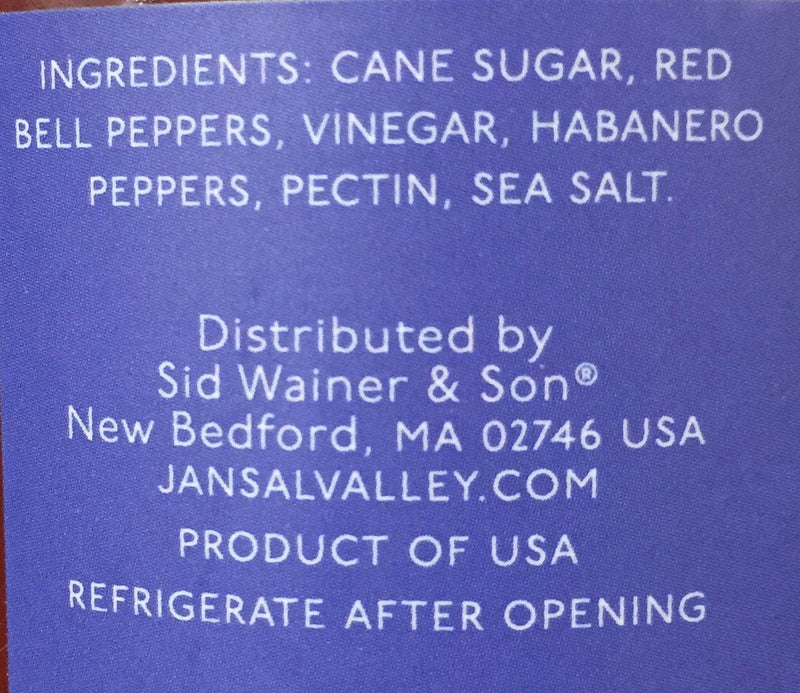 INGREDIENTS: CANE SUGAR, RED
BELL PEPPERS, VINEGAR, HABANERO
PEPPERS, PECTIN, SEA SALT.
Distributed by
Sid Wainer & Son®
New Bedford, MA 02746 USA
JANSALVALLEY.COM
PRODUCT OF USA
REFRIGERATE AFTER OPENING